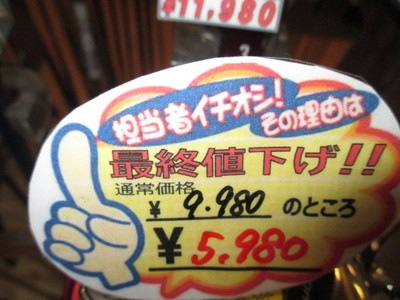 ¥11,980
担当者イチオシ!
その理由は
最終値下げ!!
通常価格
¥ 9.980 のところ
¥ 5.980